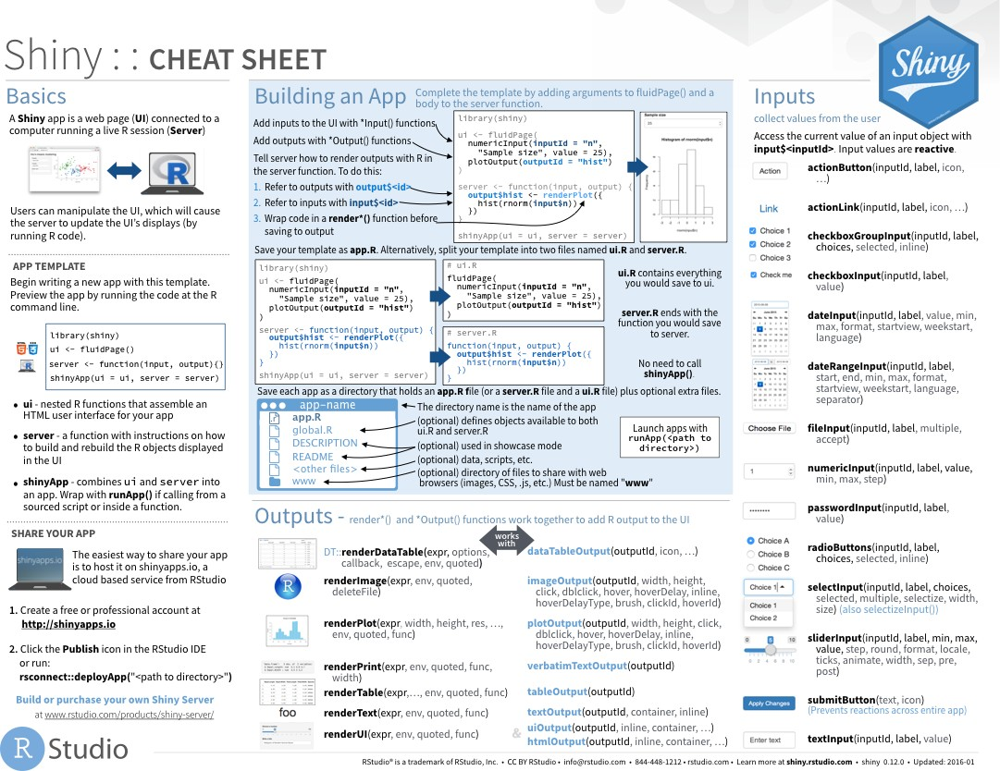 Shiny : : CHEAT SHEET
Shiny
Basics
A Shiny app is a web page (UI) connected to a
computer running a live R session (Server)
Users can manipulate the UI, which will cause
the server to update the UI's displays (by
running R code).
APP TEMPLATE
Begin writing a new app with this template.
Preview the app by running the code at the R
command line.
library(shiny)
ui <- fluidPage()
server <- function(input, output){}
shinyApp(ui = ui, server = server)
• ui - nested R functions that assemble an
HTML user interface for your app
• server - a function with instructions on how
to build and rebuild the R objects displayed
in the UI
• shinyApp - combines ui and server into
an app. Wrap with runApp() if calling from a
sourced script or inside a function.
SHARE YOUR APP
shinyapps.io
The easiest way to share your app
is to host it on shinyapps.io, a
cloud based service from RStudio
1. Create a free or professional account at
http://shinyapps.io
2. Click the Publish icon in the RStudio IDE
or run:
rsconnect::deployApp("<path to directory>")
Build or purchase your own Shiny Server
at www.rstudio.com/products/shiny-server/
R Studio
Building an App
Complete the template by adding arguments to fluidPage() and a
body to the server function.
Add inputs to the UI with *Input() functions
Add outputs with *Output() functions
Tell server how to render outputs with R in
the server function. To do this:
1. Refer to outputs with output$<id>
2. Refer to inputs with input$<id>
3. Wrap code in a render*() function before
saving to output
library(shiny)
ui <- fluidPage(
numericInput(inputId = "n",
"Sample size", value = 25),
plotOutput(outputId = "hist")
)
server <- function(input, output) {
output$hist <- renderPlot({
hist(rnorm(input$n))
})
}
shinyApp(ui = ui, server = server)
Sample size
25
Histogram of rnorm(input$n)
Frequency
rnorm(input$n)
Save your template as app.R. Alternatively, split your template into two files named ui.R and server.R.
library(shiny)
ui <- fluidPage(
numericInput(inputId = "n",
"Sample size", value = 25),
plotOutput(outputId = "hist")
)
server <- function(input, output) {
output$hist <- renderPlot({
hist(rnorm(input$n))
})
}
shinyApp(ui = ui, server = server)
# ui.R
fluidPage(
numericInput(inputId = "n",
"Sample size", value = 25),
plotOutput(outputId = "hist")
)
# server.R
function(input, output) {
output$hist <- renderPlot({
hist(rnorm(input$n))
})
}
ui.R contains everything
you would save to ui.
server.R ends with the
function you would save
to server.
No need to call
shinyApp().
Save each app as a directory that holds an app.R file (or a server.R file and a ui.R file) plus optional extra files.
app-name
app.R
global.R
DESCRIPTION
README
<other files>
www
The directory name is the name of the app
(optional) defines objects available to both
ui.R and server.R
(optional) used in showcase mode
(optional) data, scripts, etc.
(optional) directory of files to share with web
browsers (images, CSS, .js, etc.) Must be named "www"
Launch apps with
runApp(<path to
directory>)
Outputs - render*() and *Output() functions work together to add R output to the UI
works
with
DT::renderDataTable(expr, options,
callback, escape, env, quoted)
dataTableOutput(outputId, icon, …)
renderImage(expr, env, quoted,
deleteFile)
imageOutput(outputId, width, height,
click, dblclick, hover, hoverDelay, inline,
hoverDelayType, brush, clickId, hoverId)
renderPlot(expr, width, height, res, …,
env, quoted, func)
plotOutput(outputId, width, height, click,
dblclick, hover, hoverDelay, inline,
hoverDelayType, brush, clickId, hoverId)
renderPrint(expr, env, quoted, func,
width)
verbatimTextOutput(outputId)
renderTable(expr,…, env, quoted, func)
tableOutput(outputId)
foo
renderText(expr, env, quoted, func)
textOutput(outputId, container, inline)
renderUI(expr, env, quoted, func)
uiOutput(outputId, inline, container, …)
& htmlOutput(outputId, inline, container, …)
Inputs
collect values from the user
Access the current value of an input object with
input$<inputId>. Input values are reactive.
Action
actionButton(inputId, label, icon,
…)
Link
actionLink(inputId, label, icon, …)
Choice 1
Choice 2
Choice 3
checkboxGroupInput(inputId, label,
choices, selected, inline)
Check me
checkboxInput(inputId, label,
value)
dateInput(inputId, label, value, min,
max, format, startview, weekstart,
language)
dateRangeInput(inputId, label,
start, end, min, max, format,
startview, weekstart, language,
separator)
Choose File
fileInput(inputId, label, multiple,
accept)
1
numericInput(inputId, label, value,
min, max, step)
passwordInput(inputId, label,
value)
Choice A
Choice B
Choice C
radioButtons(inputId, label,
choices, selected, inline)
Choice 1
Choice 1
Choice 2
selectInput(inputId, label, choices,
selected, multiple, selectize, width,
size) (also selectizeInput())
0 5 10
0 2 4 6 8 10
sliderInput(inputId, label, min, max,
value, step, round, format, locale,
ticks, animate, width, sep, pre,
post)
Apply Changes
submitButton(text, icon)
(Prevents reactions across entire app)
Enter text
textInput(inputId, label, value)
RStudio® is a trademark of RStudio, Inc. • CC BY RStudio • info@rstudio.com • 844-448-1212 • rstudio.com • Learn more at shiny.rstudio.com • shiny 0.12.0 • Updated: 2016-01